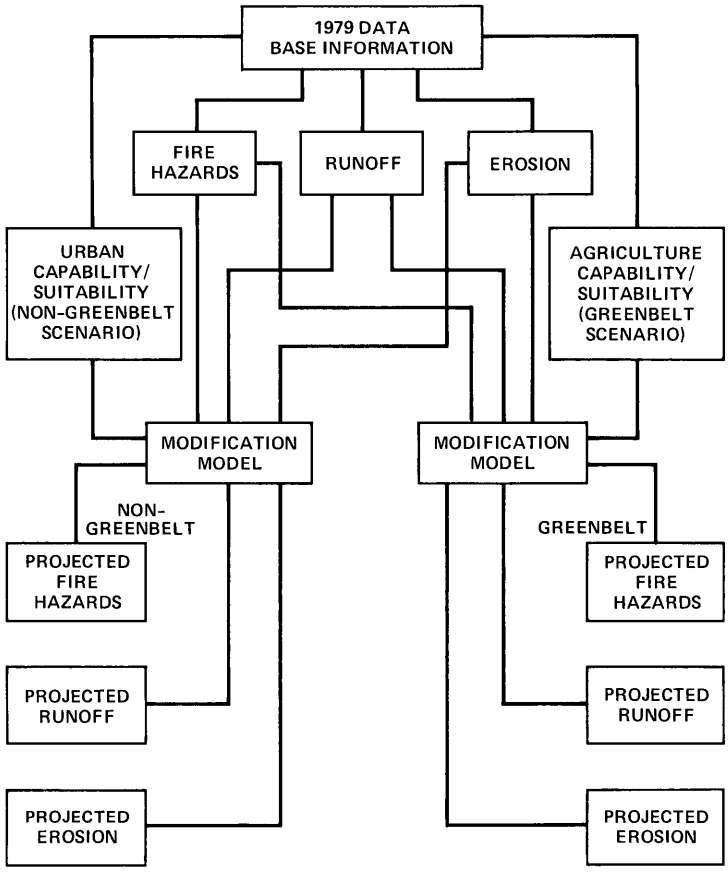 1979 DATA
BASE INFORMATION
FIRE
HAZARDS
RUNOFF
EROSION
URBAN
CAPABILITY/
SUITABILITY
(NON-GREENBELT
SCENARIO)
AGRICULTURE
CAPABILITY/
SUITABILITY
(GREENBELT
SCENARIO)
MODIFICATION
MODEL
MODIFICATION
MODEL
NON-
GREENBELT
GREENBELT
PROJECTED
FIRE
HAZARDS
PROJECTED
FIRE
HAZARDS
PROJECTED
RUNOFF
PROJECTED
RUNOFF
PROJECTED
EROSION
PROJECTED
EROSION